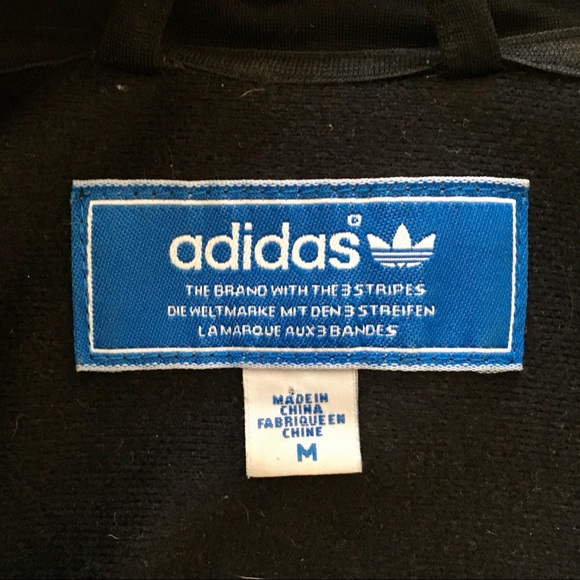 adidas®
THE BRAND WITH THE 3 STRIPES
DIE WELTMARKE MIT DEN 3 STREIFEN
LA MARQUE AUX 3 BANDES
MADE IN
CHINA
FABRIQUE EN
CHINE
M